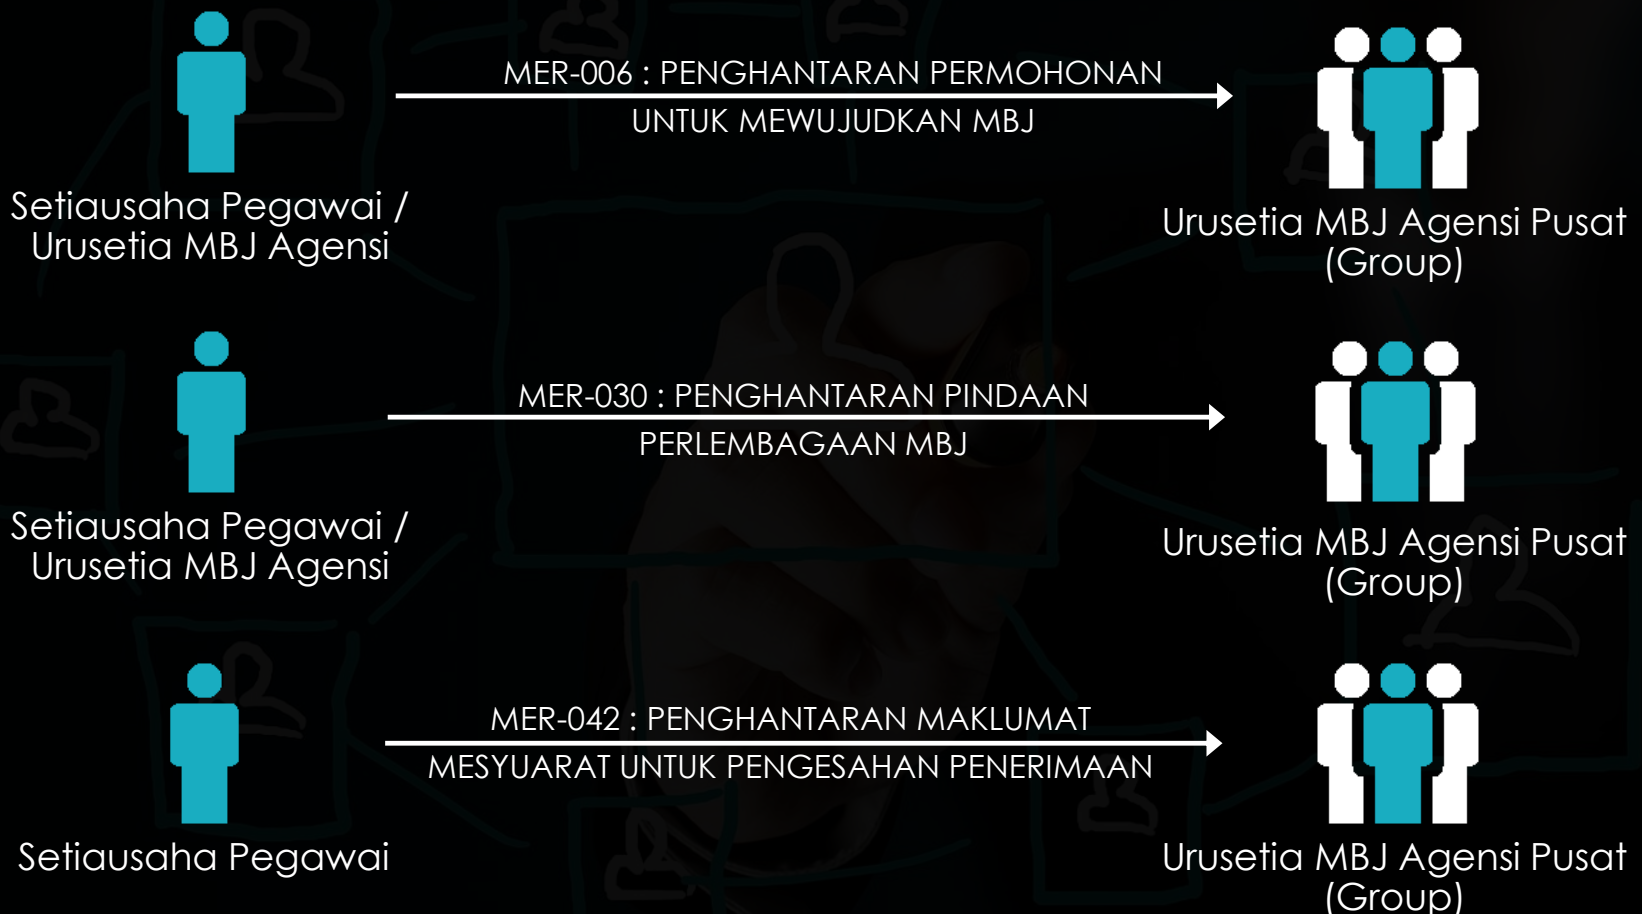 MER-006 : PENGHANTARAN PERMOHONAN
UNTUK MEWUJUDKAN MBJ
Setiausaha Pegawai /
Urusetia MBJ Agensi
Urusetia MBJ Agensi Pusat
(Group)
MER-030 : PENGHANTARAN PINDAAN
PERLEMBAGAAN MBJ
Setiausaha Pegawai /
Urusetia MBJ Agensi
Urusetia MBJ Agensi Pusat
(Group)
MER-042 : PENGHANTARAN MAKLUMAT
MESYUARAT UNTUK PENGESAHAN PENERIMAAN
Setiausaha Pegawai
Urusetia MBJ Agensi Pusat
(Group)